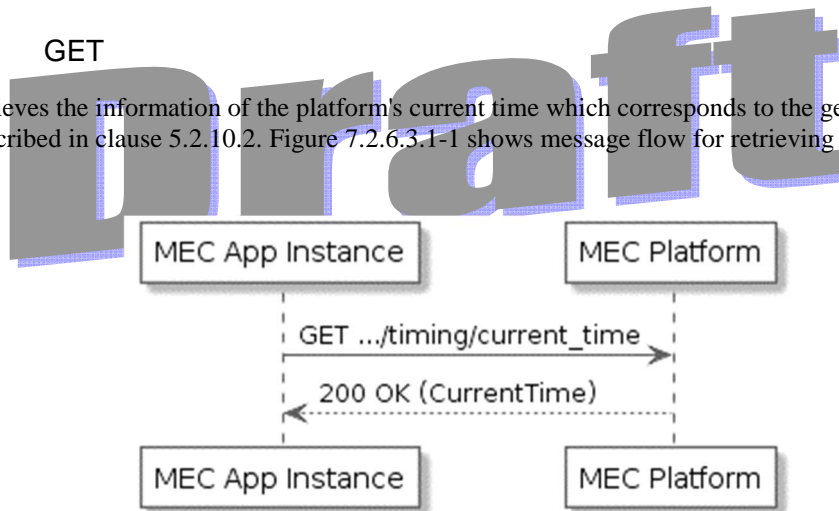 GET
Draft
ieves the information of the platform's current time which corresponds to the ge
cribed in clause 5.2.10.2. Figure 7.2.6.3.1-1 shows message flow for retrieving
MEC App Instance
MEC Platform
GET .../timing/current_time
200 OK (CurrentTime)
MEC App Instance
MEC Platform